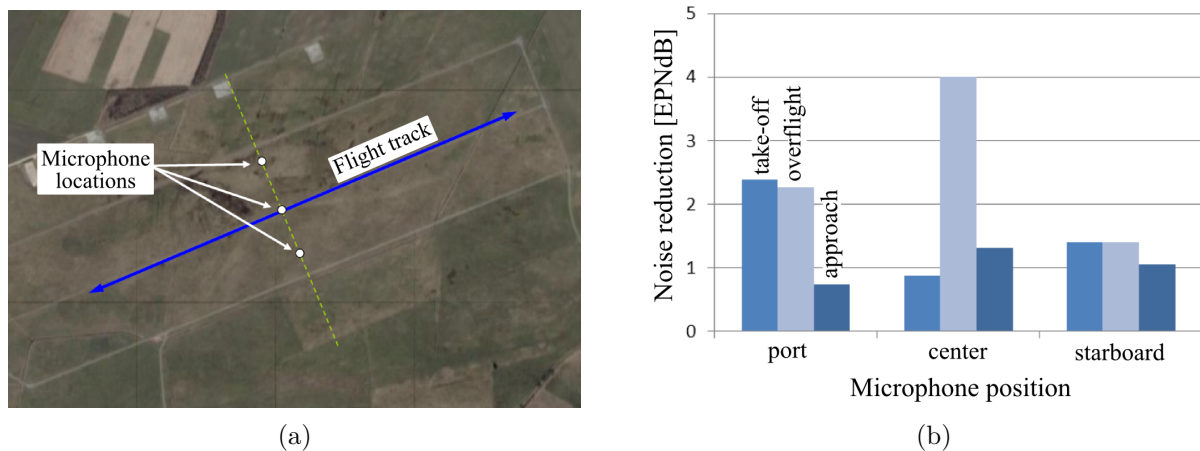 Microphone
locations
Flight track
(a)
Noise reduction [EPNdB]
5
4
3
2
1
0
take-off
overflight
approach
port
center
starboard
Microphone position
(b)